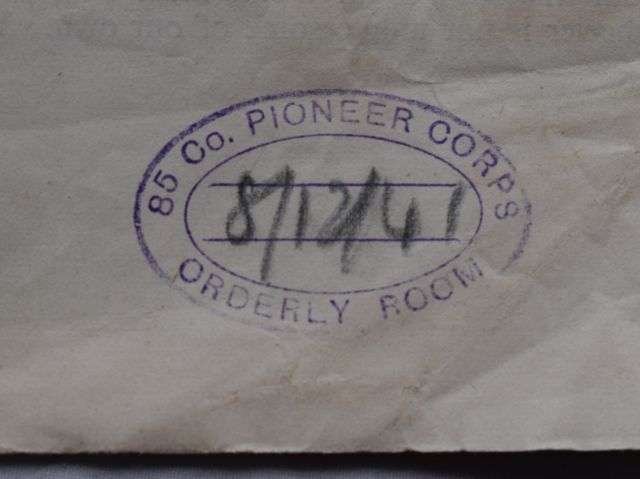 85 Co. PIONEER CORPS
8/12/41
ORDERLY ROOM